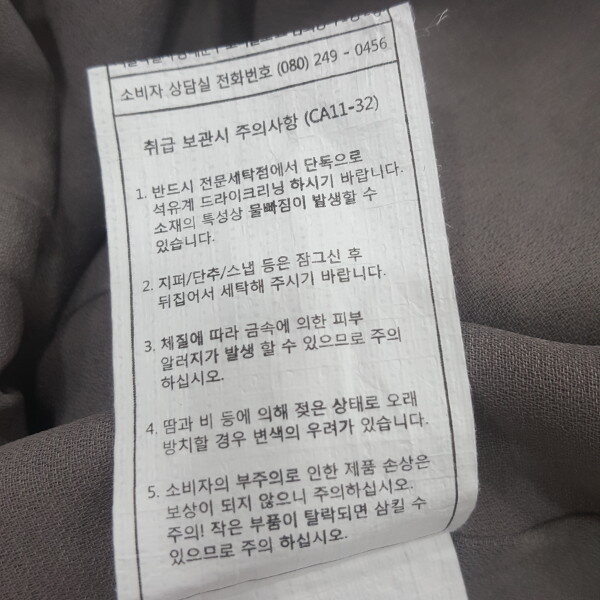 소비자 상담실 전화번호 (080) 249 - 0456
취급 보관시 주의사항 (CA11-32)
1. 반드시 전문세탁점에서 단독으로
석유계 드라이크리닝 하시기 바랍니다.
소재의 특성상 물빠짐이 발생할 수
있습니다.
2. 지퍼/단추/스냅 등은 잠그신 후
뒤집어서 세탁해 주시기 바랍니다.
3. 체질에 따라 금속에 의한 피부
알러지가 발생 할 수 있으므로 주의
하십시오.
4. 땀과 비 등에 의해 젖은 상태로 오래
방치할 경우 변색의 우려가 있습니다.
5. 소비자의 부주의로 인한 제품 손상은
보상이 되지 않으니 주의하십시오.
주의! 작은 부품이 탈락되면 삼킬 수
있으므로 주의 하십시오.